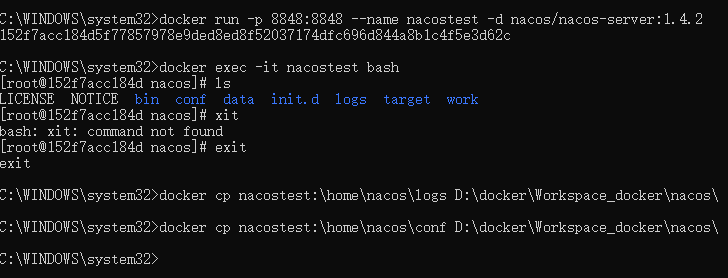 C:\WINDOWS\system32>docker run -p 8848:8848 --name nacostest -d nacos/nacos-server:1.4.2
152f7acc184d5f77857978e9ded8ed8f52037174dfc696d844a8b1c4f5e3d62c
C:\WINDOWS\system32>docker exec -it nacostest bash
[root@152f7acc184d nacos]# ls
LICENSE NOTICE bin conf data init.d logs target work
[root@152f7acc184d nacos]# xit
bash: xit: command not found
[root@152f7acc184d nacos]# exit
exit
C:\WINDOWS\system32>docker cp nacostest:\home\nacos\logs D:\docker\Workspace_docker\nacos\
C:\WINDOWS\system32>docker cp nacostest:\home\nacos\conf D:\docker\Workspace_docker\nacos\
C:\WINDOWS\system32>